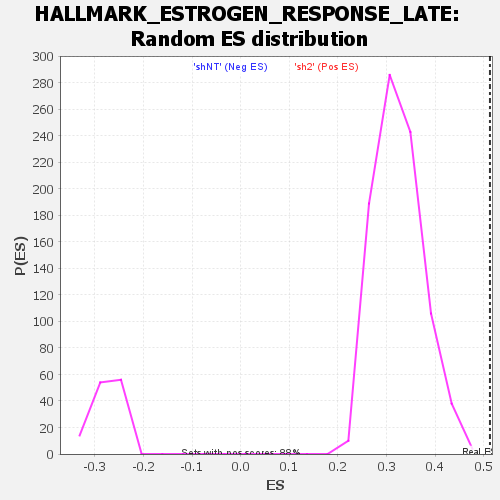 HALLMARK_ESTROGEN_RESPONSE_LATE:
Random ES distribution
'shNT' (Neg ES) 'sh2' (Pos ES)
300
280
260
240
220
200
180
160
140
120
100
80
60
40
20
0
P(ES)
Sets with pos scores: 88%
Real ES
-0.3 -0.2 -0.1 0.0 0.1 0.2 0.3 0.4 0.5
ES